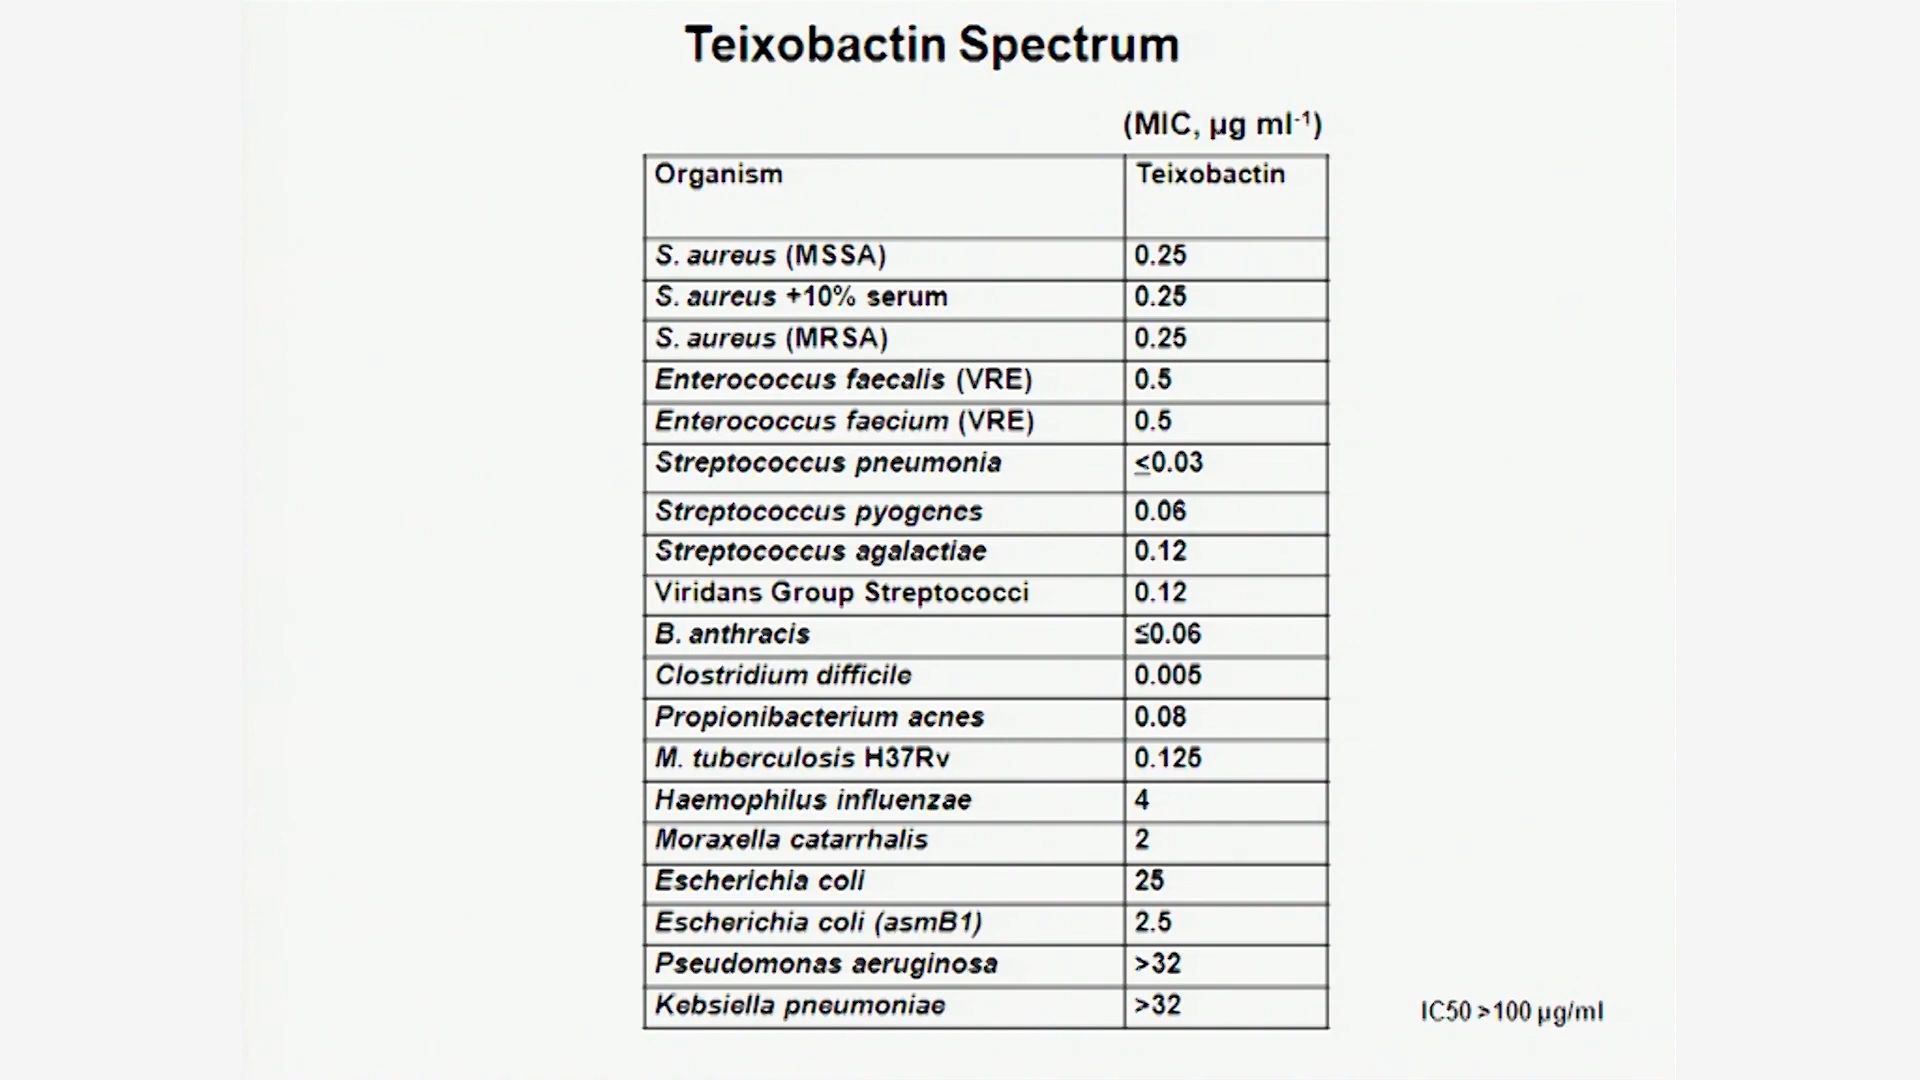 Teixobactin Spectrum
(MIC, µg ml-1)
Organism Teixobactin
S. aureus (MSSA) 0.25
S. aureus +10% serum 0.25
S. aureus (MRSA) 0.25
Enterococcus faecalis (VRE) 0.5
Enterococcus faecium (VRE) 0.5
Streptococcus pneumonia ≤0.03
Streptococcus pyogenes 0.06
Streptococcus agalactiae 0.12
Viridans Group Streptococci 0.12
B. anthracis ≤0.06
Clostridium difficile 0.005
Propionibacterium acnes 0.08
M. tuberculosis H37Rv 0.125
Haemophilus influenzae 4
Moraxella catarrhalis 2
Escherichia coli 25
Escherichia coli (asmB1) 2.5
Pseudomonas aeruginosa >32
Kebsiella pneumoniae >32
IC50 >100 µg/ml